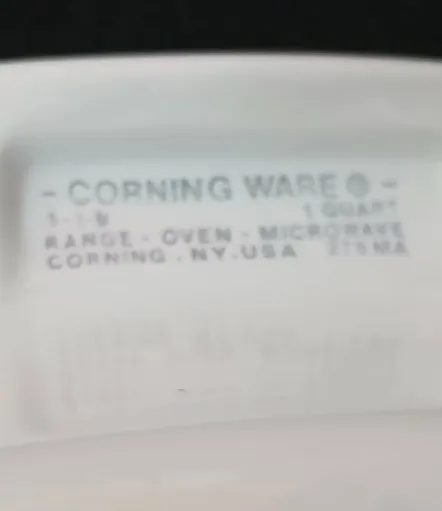 - CORNING WARE ® -
1 QUART
RANGE - OVEN - MICROWAVE
CORNING . NY . USA